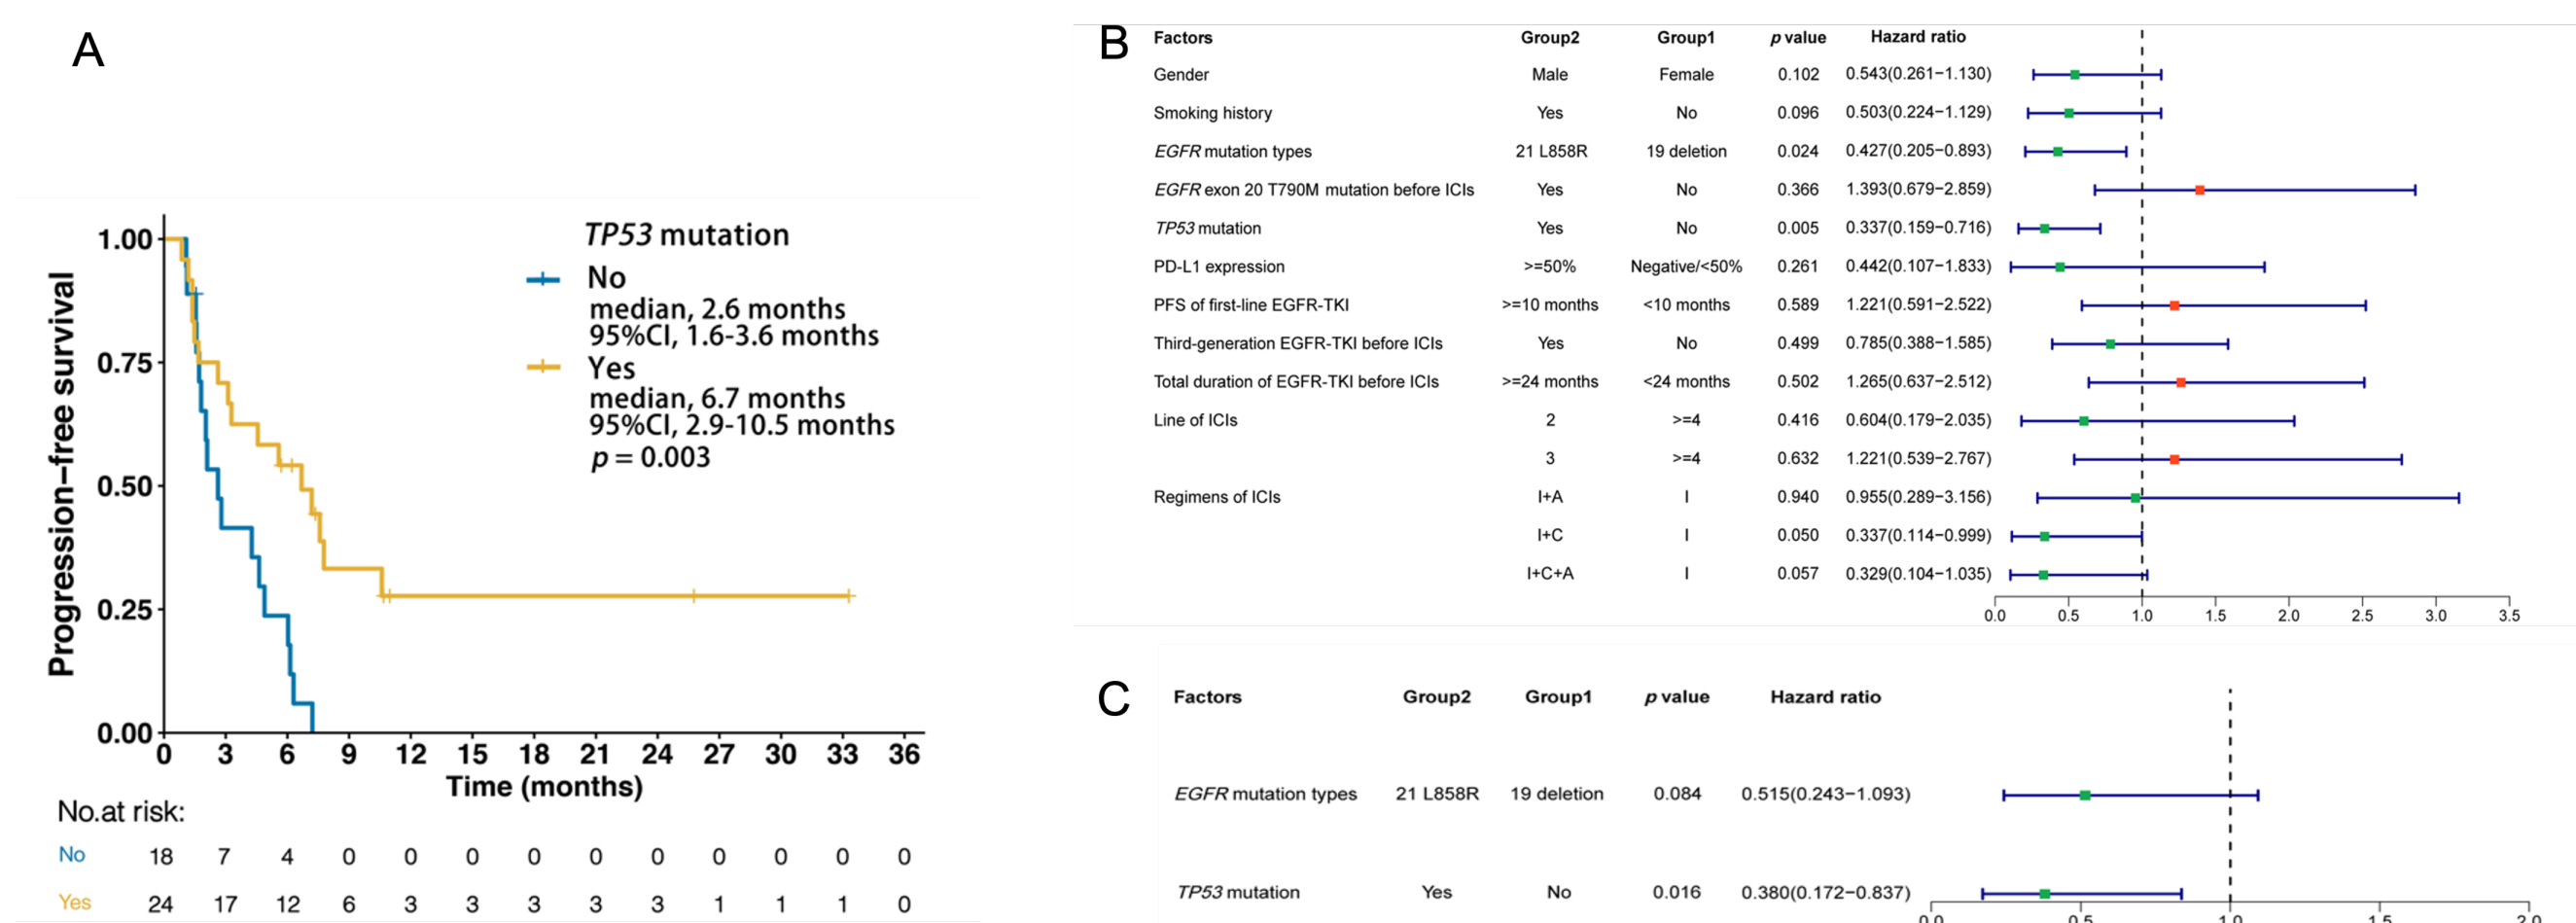 A
1.00
0.75
0.50
0.25
0.00
Progression–free survival
TP53 mutation
No
median, 2.6 months
95%CI, 1.6-3.6 months
Yes
median, 6.7 months
95%CI, 2.9-10.5 months
p = 0.003
0 3 6 9 12 15 18 21 24 27 30 33 36
Time (months)
No.at risk:
No 18 7 4 0 0 0 0 0 0 0 0 0 0
Yes 24 17 12 6 3 3 3 3 3 1 1 1 0
B
Factors Group2 Group1 p value Hazard ratio
Gender Male Female 0.102 0.543(0.261−1.130)
Smoking history Yes No 0.096 0.503(0.224−1.129)
EGFR mutation types 21 L858R 19 deletion 0.024 0.427(0.205−0.893)
EGFR exon 20 T790M mutation before ICIs Yes No 0.366 1.393(0.679−2.859)
TP53 mutation Yes No 0.005 0.337(0.159−0.716)
PD-L1 expression >=50% Negative/<50% 0.261 0.442(0.107−1.833)
PFS of first-line EGFR-TKI >=10 months <10 months 0.589 1.221(0.591−2.522)
Third-generation EGFR-TKI before ICIs Yes No 0.499 0.785(0.388−1.585)
Total duration of EGFR-TKI before ICIs >=24 months <24 months 0.502 1.265(0.637−2.512)
Line of ICIs 2 >=4 0.416 0.604(0.179−2.035)
3 >=4 0.632 1.221(0.539−2.767)
Regimens of ICIs I+A I 0.940 0.955(0.289−3.156)
I+C I 0.050 0.337(0.114−0.999)
I+C+A I 0.057 0.329(0.104−1.035)
0.0 0.5 1.0 1.5 2.0 2.5 3.0 3.5
C
Factors Group2 Group1 p value Hazard ratio
EGFR mutation types 21 L858R 19 deletion 0.084 0.515(0.243−1.093)
TP53 mutation Yes No 0.016 0.380(0.172−0.837)
0.0 0.5 1.0 1.5 2.0